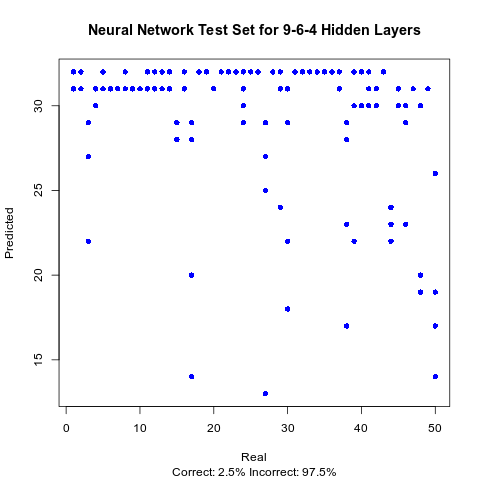 Neural Network Test Set for 9-6-4 Hidden Layers
Predicted
30
25
20
15
0 10 20 30 40 50
Real
Correct: 2.5% Incorrect: 97.5%